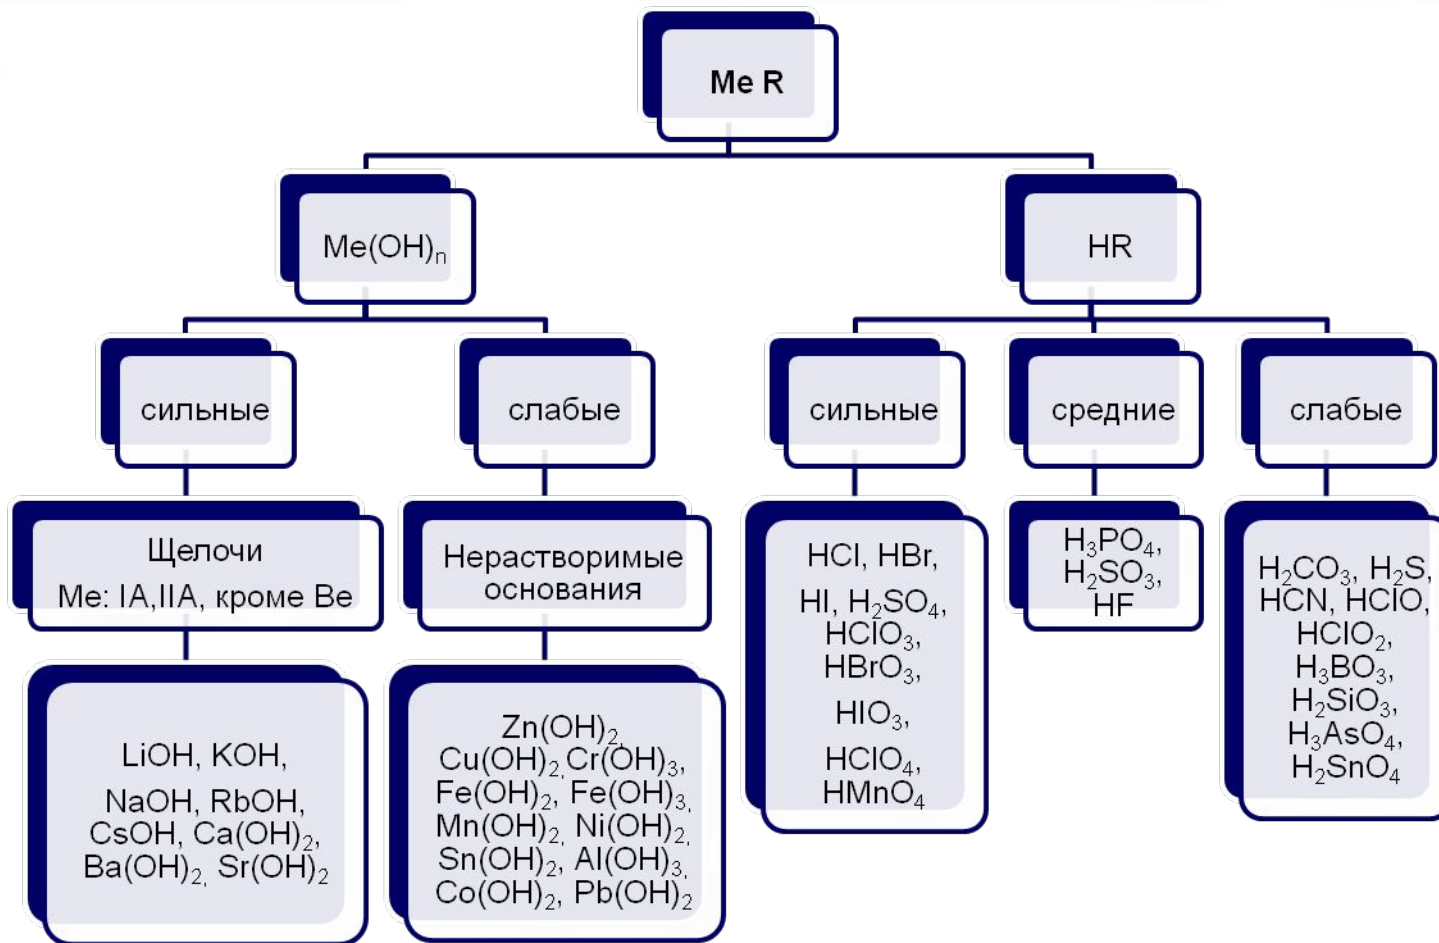 Me R
Me(OH)ₙ
HR
сильные
слабые
сильные
средние
слабые
Щелочи
Ме: IA,IIA, кроме Be
Нерастворимые
основания
HCl, HBr,
HI, H₂SO₄,
HClO₃,
HBrO₃,
HIO₃,
HClO₄,
HMnO₄
H₃PO₄,
H₂SO₃,
HF
H₂CO₃, H₂S,
HCN, HClO,
HClO₂,
H₃BO₃,
H₂SiO₃,
H₃AsO₄,
H₂SnO₄
LiOH, KOH,
NaOH, RbOH,
CsOH, Ca(OH)₂,
Ba(OH)₂, Sr(OH)₂
Zn(OH)₂,
Cu(OH)₂, Cr(OH)₃,
Fe(OH)₂, Fe(OH)₃,
Mn(OH)₂, Ni(OH)₂,
Sn(OH)₂, Al(OH)₃,
Co(OH)₂, Pb(OH)₂